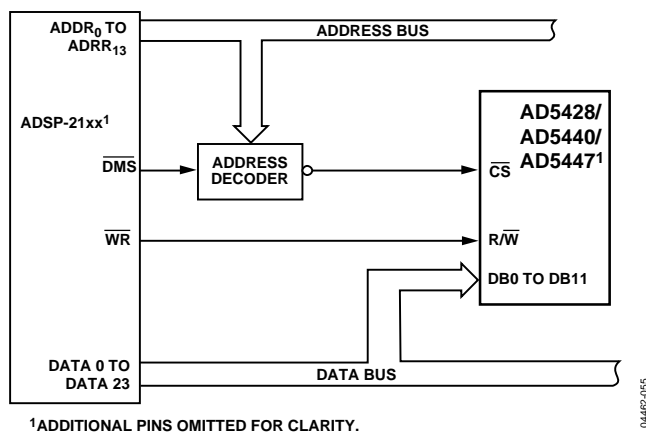 ADDR0 TO
ADRR13
ADDRESS BUS
ADSP-21xx1
AD5428/
AD5440/
AD54471
DMS
ADDRESS
DECODER
CS
WR
R/W
DB0 TO DB11
DATA 0 TO
DATA 23
DATA BUS
1ADDITIONAL PINS OMITTED FOR CLARITY.
04462-055